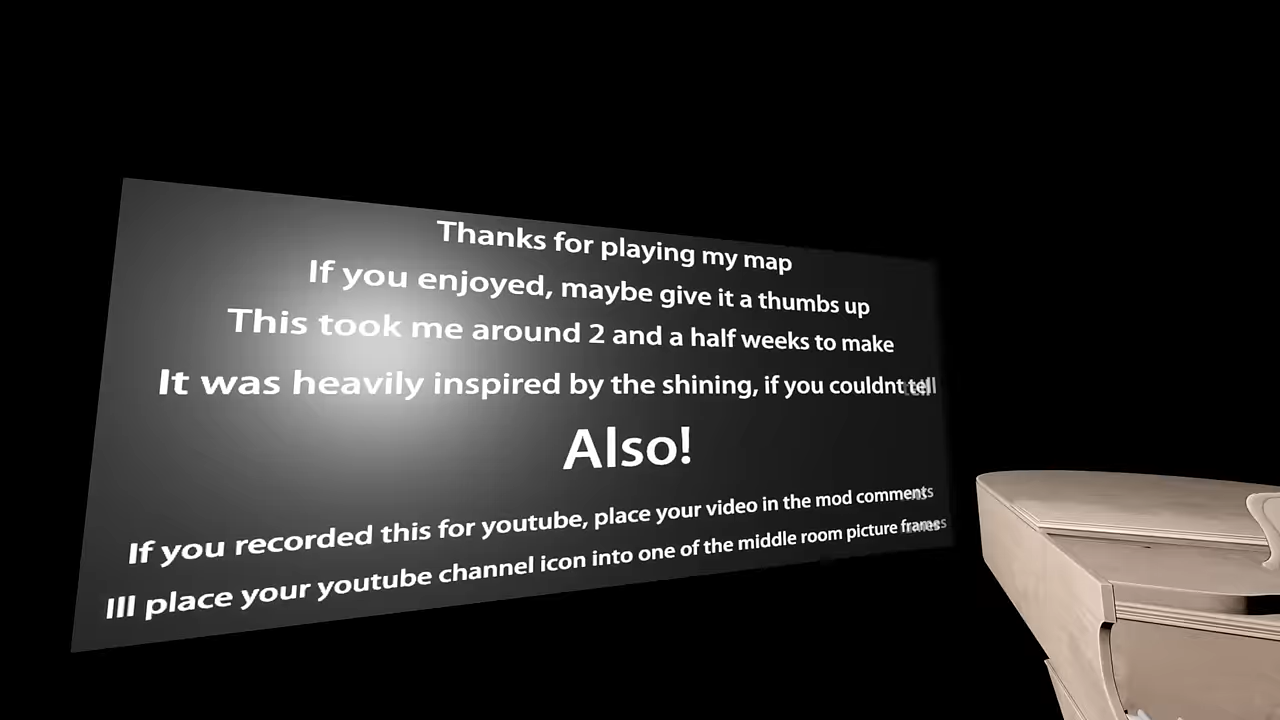 Thanks for playing my map
If you enjoyed, maybe give it a thumbs up
This took me around 2 and a half weeks to make
It was heavily inspired by the shining, if you couldnt tell
Also!
If you recorded this for youtube, place your video in the mod comments
Ill place your youtube channel icon into one of the middle room picture frames